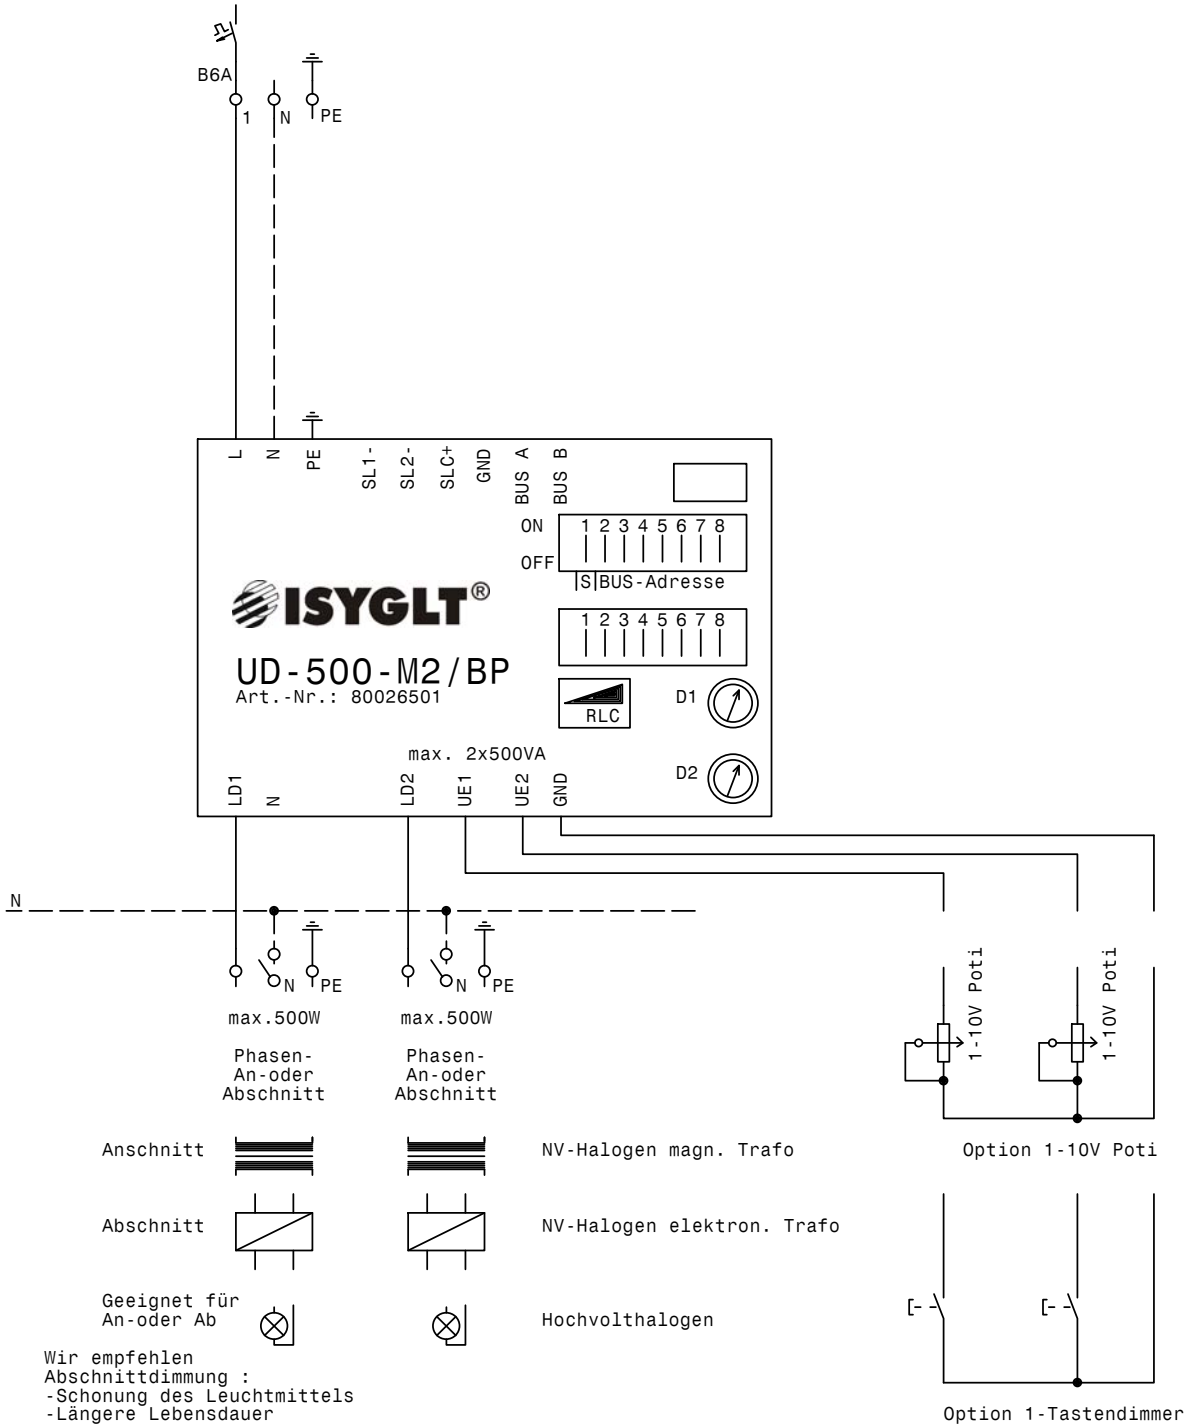 B6A
1 N PE
L N PE SL1- SL2- SLC+ GND BUS A BUS B
ON 1 2 3 4 5 6 7 8
OFF
|S|BUS-Adresse
ISYGLT®
1 2 3 4 5 6 7 8
UD-500-M2/BP
Art.-Nr.: 80026501
D1
RLC
max. 2x500VA
D2
LD1 N LD2 UE1 UE2 GND
N
N PE N PE
1-10V Poti 1-10V Poti
max.500W max.500W
Phasen- Phasen-
An-oder An-oder
Abschnitt Abschnitt
Anschnitt NV-Halogen magn. Trafo Option 1-10V Poti
Abschnitt NV-Halogen elektron. Trafo
Geeignet für
An-oder Ab Hochvolthalogen
Wir empfehlen
Abschnittdimmung :
-Schonung des Leuchtmittels
-Längere Lebensdauer Option 1-Tastendimmer